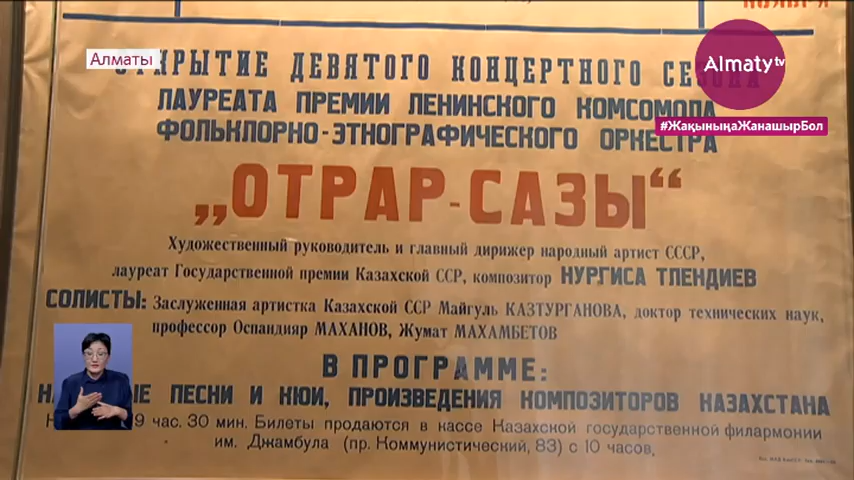 НОЯБРЯ
Алматы
Almaty tv
#ЖақыныңаЖанашырБол
ОТКРЫТИЕ ДЕВЯТОГО КОНЦЕРТНОГО СЕЗОНА
ЛАУРЕАТА ПРЕМИИ ЛЕНИНСКОГО КОМСОМОЛА
ФОЛЬКЛОРНО-ЭТНОГРАФИЧЕСКОГО ОРКЕСТРА
„ОТРАР-САЗЫ“
Художественный руководитель и главный дирижер народный артист СССР,
лауреат Государственной премии Казахской ССР, композитор НУРГИСА ТЛЕНДИЕВ
СОЛИСТЫ: Заслуженная артистка Казахской ССР Майгуль КАЗТУРГАНОВА, доктор технических наук,
профессор Оспандияр МАХАНОВ, Жумат МАХАМБЕТОВ
В ПРОГРАММЕ:
ПЕСНИ И КЮИ, ПРОИЗВЕДЕНИЯ КОМПОЗИТОРОВ КАЗАХСТАНА
9 час. 30 мин. Билеты продаются в кассе Казахской государственной филармонии
им. Джамбула (пр. Коммунистический, 83) с 10 часов.